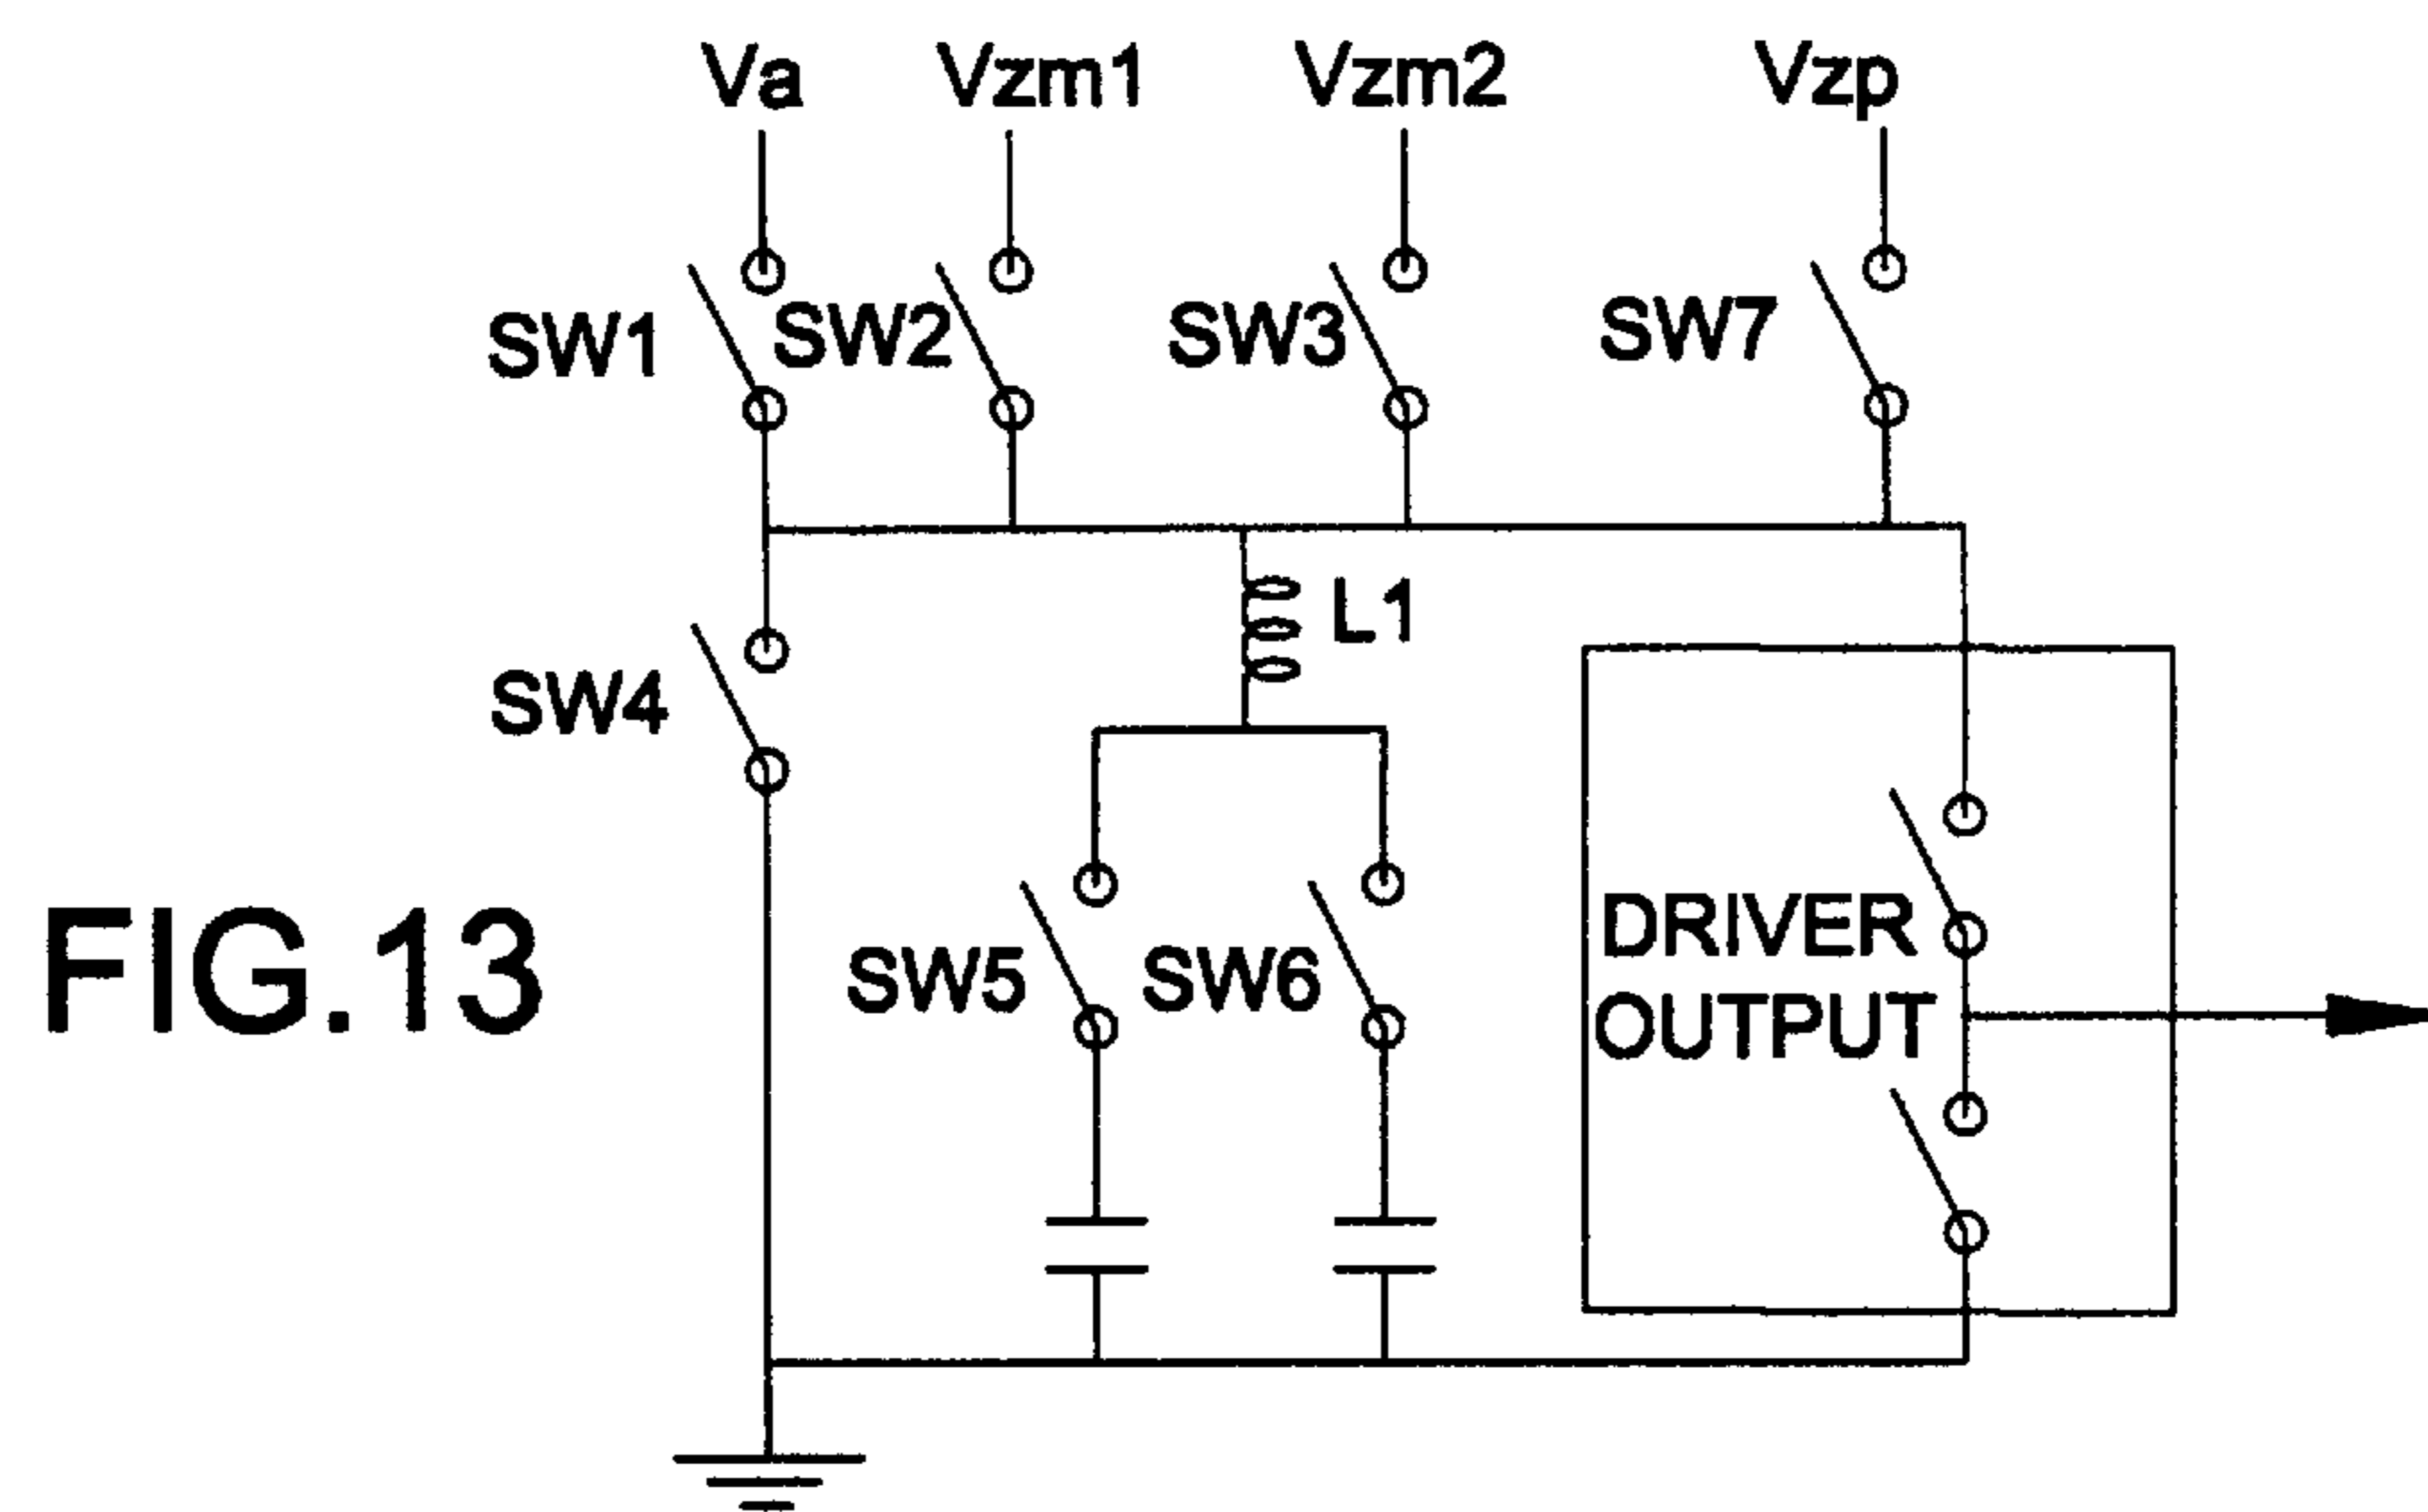 Va Vzm1 Vzm2 Vzp
SW1 SW2 SW3 SW7
L1
SW4
DRIVER
OUTPUT
SW5 SW6
FIG.13